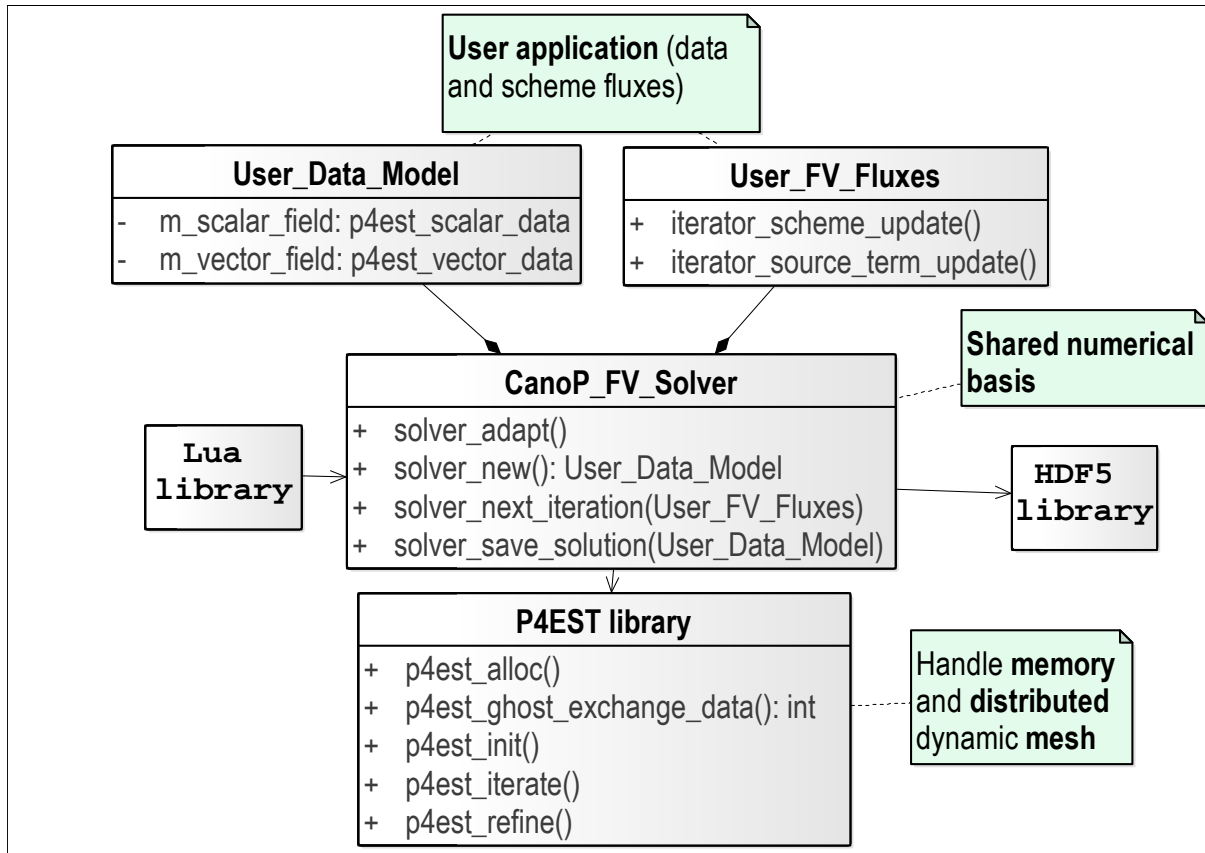 User application (data
and scheme fluxes)
User_Data_Model
- m_scalar_field: p4est_scalar_data
- m_vector_field: p4est_vector_data
User_FV_Fluxes
+ iterator_scheme_update()
+ iterator_source_term_update()
Shared numerical
basis
CanoP_FV_Solver
+ solver_adapt()
+ solver_new(): User_Data_Model
+ solver_next_iteration(User_FV_Fluxes)
+ solver_save_solution(User_Data_Model)
Lua
library
HDF5
library
P4EST library
+ p4est_alloc()
+ p4est_ghost_exchange_data(): int
+ p4est_init()
+ p4est_iterate()
+ p4est_refine()
Handle memory
and distributed
dynamic mesh